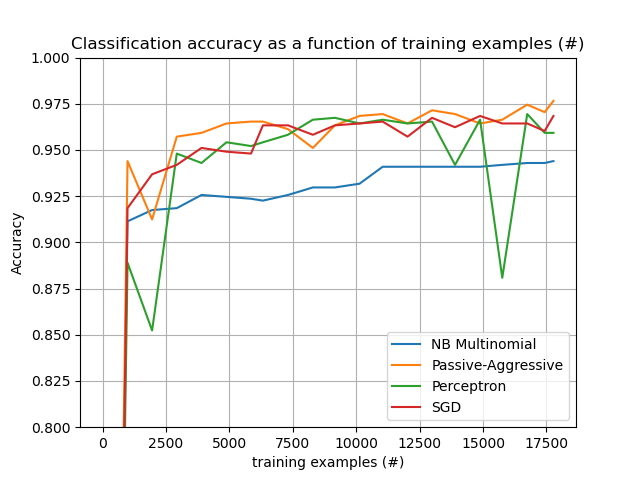 Classification accuracy as a function of training examples (#)
1.000
0.975
0.950
0.925
0.900
0.875
0.850
0.825
0.800
Accuracy
NB Multinomial
Passive-Aggressive
Perceptron
SGD
0 2500 5000 7500 10000 12500 15000 17500
training examples (#)